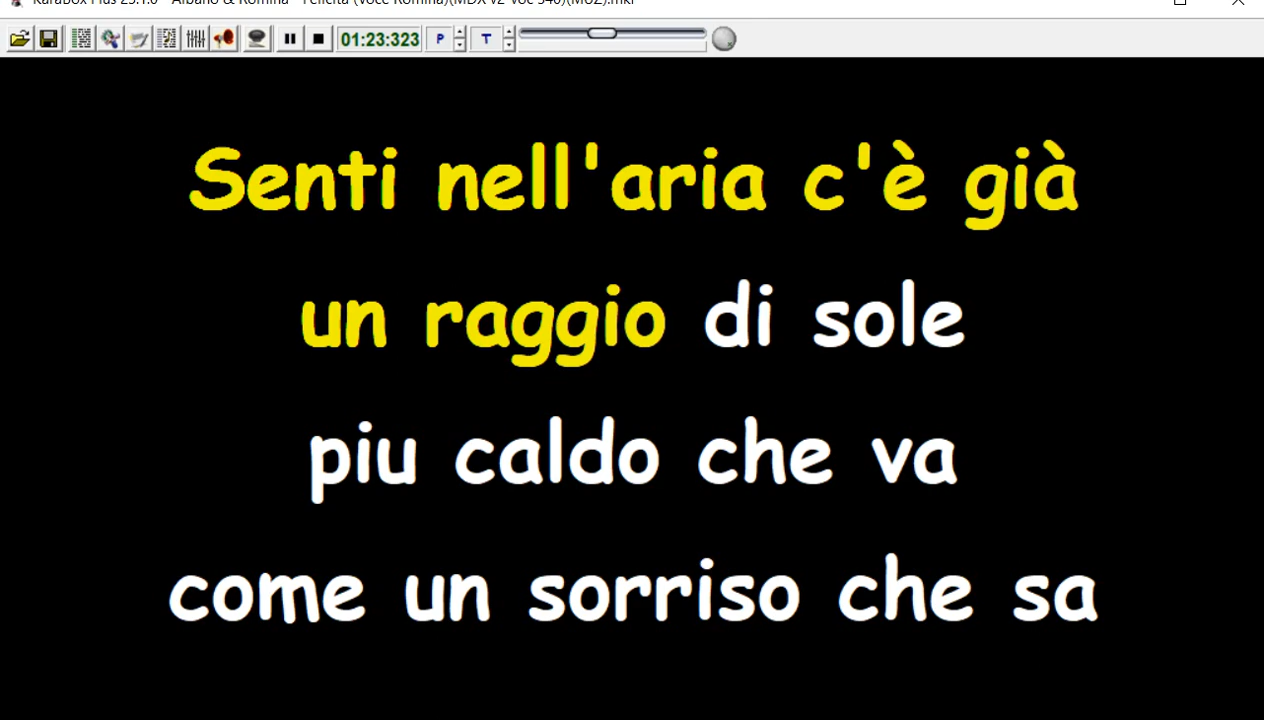 01:23:323 P T
Senti nell'aria c'è già
un raggio di sole
piu caldo che va
come un sorriso che sa